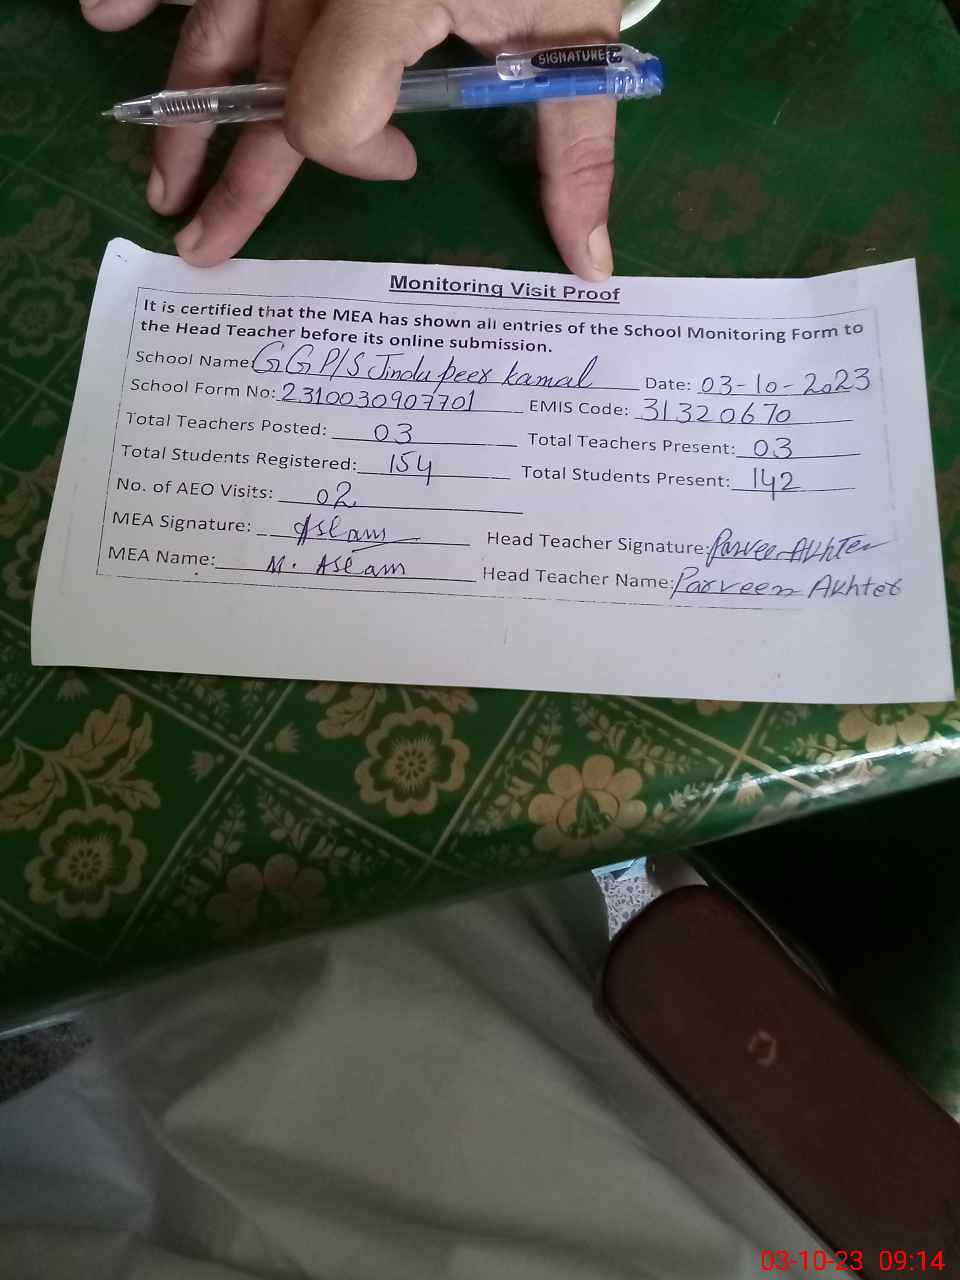 SIGNATURE
Monitoring Visit Proof
It is certified that the MEA has shown all entries of the School Monitoring Form to
the Head Teacher before its online submission.
School Name: GGP/S Jindu peer kamal Date: 03-10-2023
School Form No: 2310030907701 EMIS Code: 31320670
Total Teachers Posted: 03 Total Teachers Present: 03
Total Students Registered: 154 Total Students Present: 142
No. of AEO Visits: 02
MEA Signature: Aslam Head Teacher Signature: Parveen Akhter
MEA Name: M. Aslam Head Teacher Name: Parveen Akhter
03-10-23 09:14